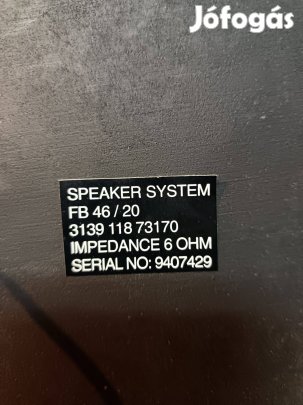 Jófogás
SPEAKER SYSTEM
FB 46 / 20
3139 118 73170
IMPEDANCE 6 OHM
SERIAL NO: 9407429